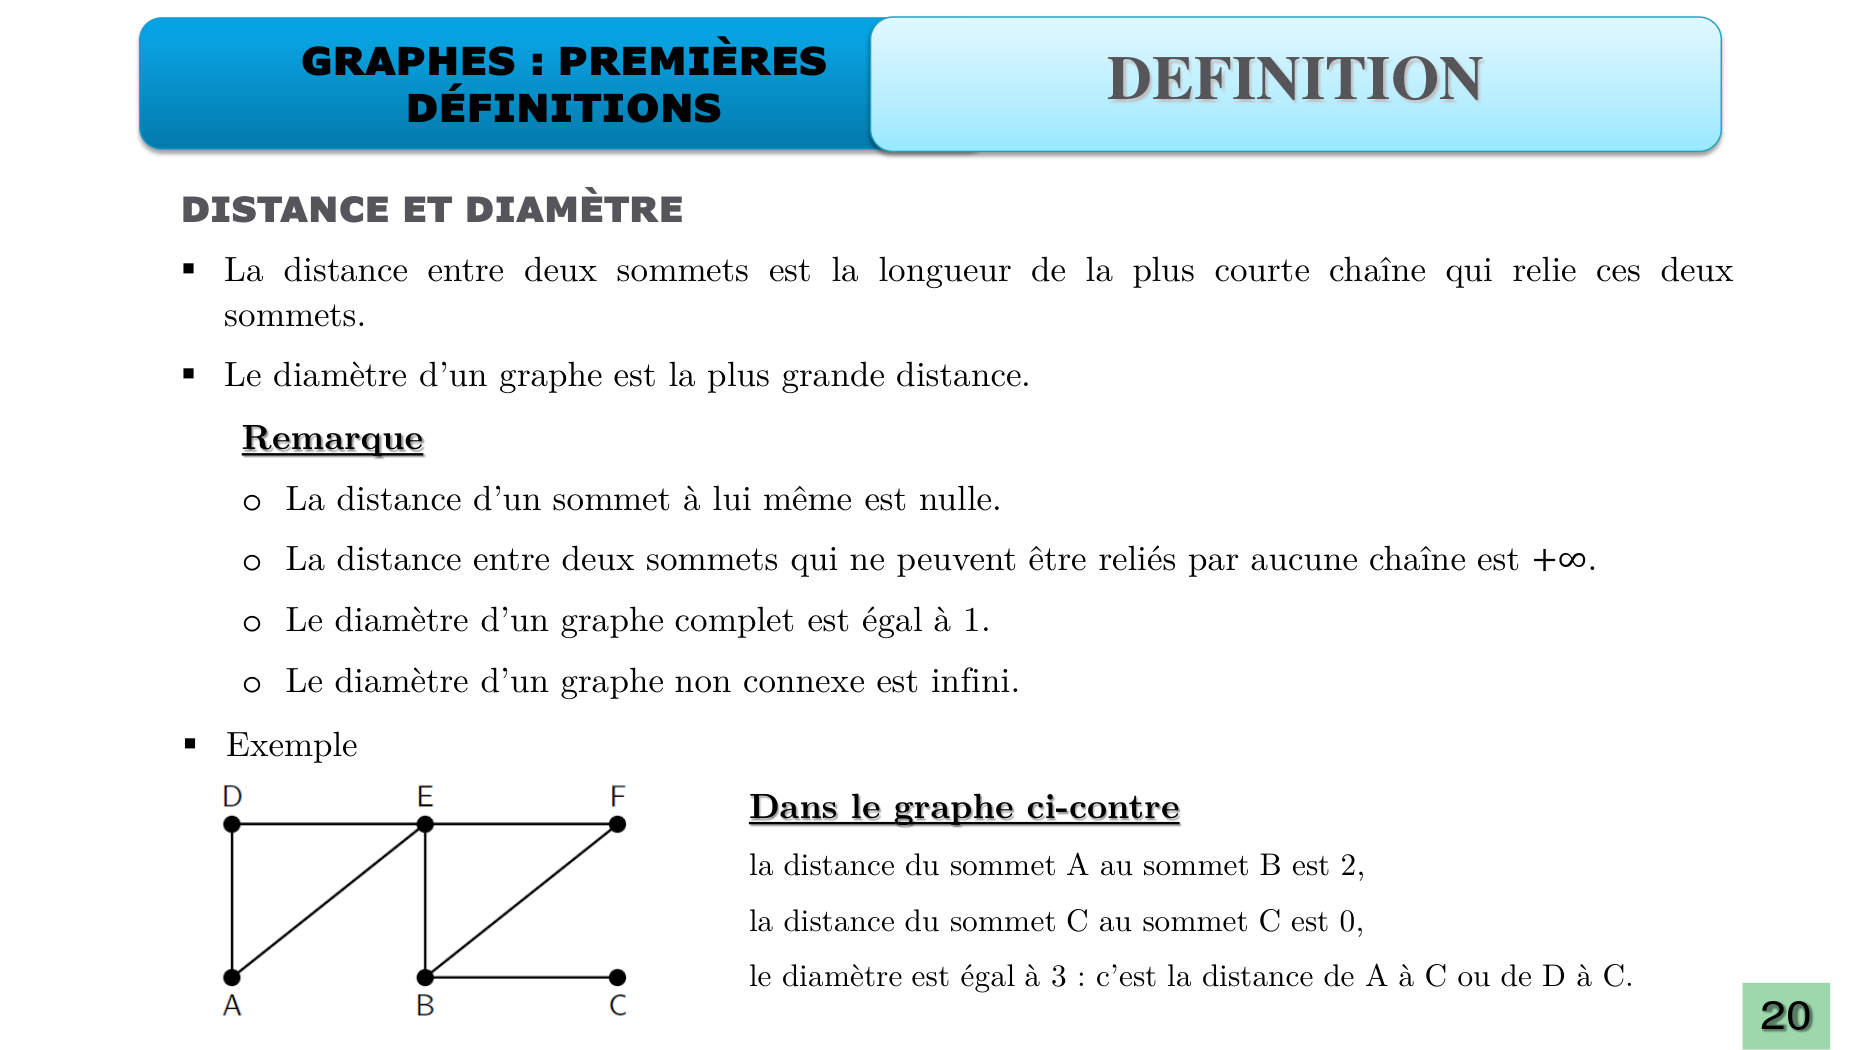 GRAPHES : PREMIÈRES
DÉFINITIONS
DEFINITION
DISTANCE ET DIAMÈTRE
▪ La distance entre deux sommets est la longueur de la plus courte chaîne qui relie ces deux
sommets.
▪ Le diamètre d'un graphe est la plus grande distance.
Remarque
o La distance d'un sommet à lui même est nulle.
o La distance entre deux sommets qui ne peuvent être reliés par aucune chaîne est +∞.
o Le diamètre d'un graphe complet est égal à 1.
o Le diamètre d'un graphe non connexe est infini.
▪ Exemple
D E F
A B C
Dans le graphe ci-contre
la distance du sommet A au sommet B est 2,
la distance du sommet C au sommet C est 0,
le diamètre est égal à 3 : c'est la distance de A à C ou de D à C.
20